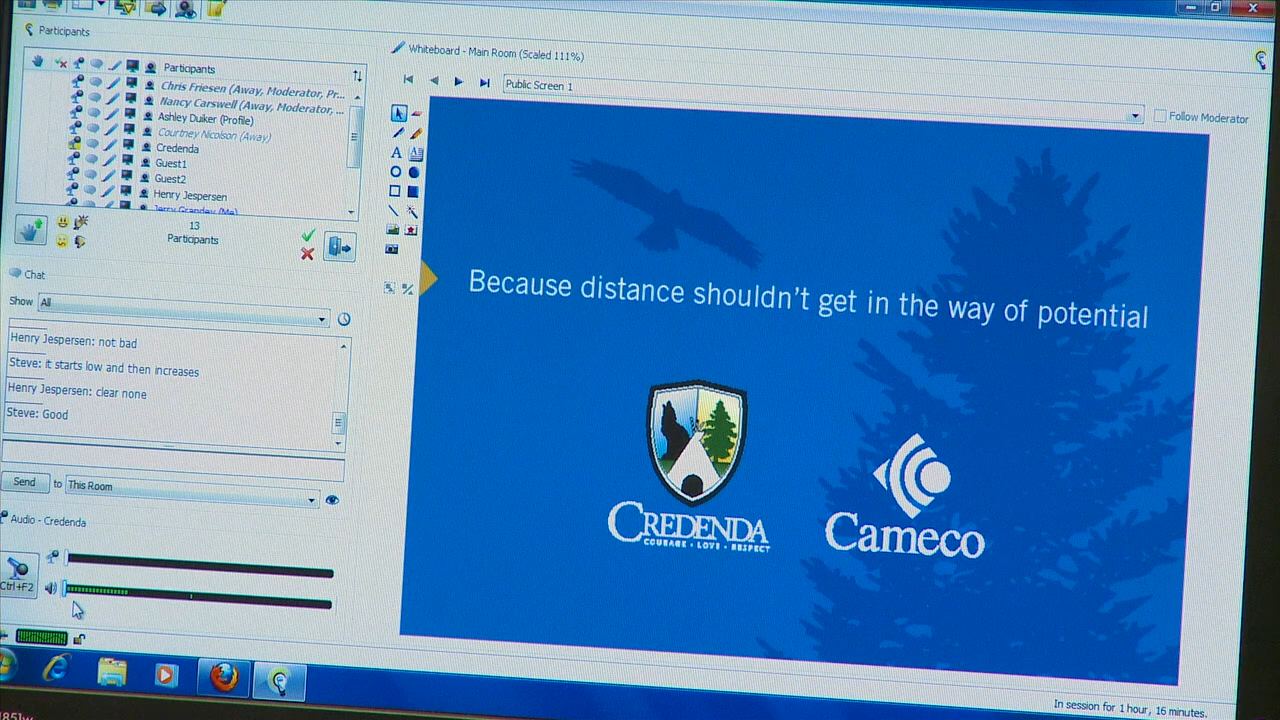 Participants
Participants
Chris Friesen (Away, Moderator, Pr...
Nancy Carswell (Away, Moderator, ...
Ashley Duiker (Profile)
Courtney Nicolson (Away)
Credenda
Guest1
Guest2
Henry Jespersen
13
Participants
Chat
Show All
Henry Jespersen: not bad
Steve: it starts low and then increases
Henry Jespersen: clear none
Steve: Good
Send to This Room
Audio - Credenda
Ctrl+F2
Whiteboard - Main Room (Scaled 111%)
Public Screen 1
Follow Moderator
Because distance shouldn't get in the way of potential
CREDENDA
COURAGE • LOVE • RESPECT
Cameco
In session for 1 hour, 16 minutes.